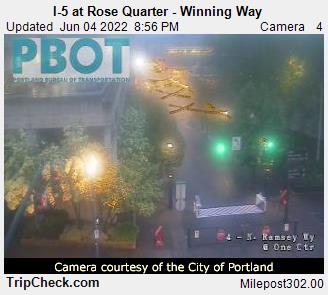 I-5 at Rose Quarter - Winning Way
Updated Jun 04 2022 8:56 PM Camera 4
PBOT
PORTLAND BUREAU OF TRANSPORTATION
4 - N. Ramsey Wy
@ One Ctr
Camera courtesy of the City of Portland
TripCheck.com Milepost302.00